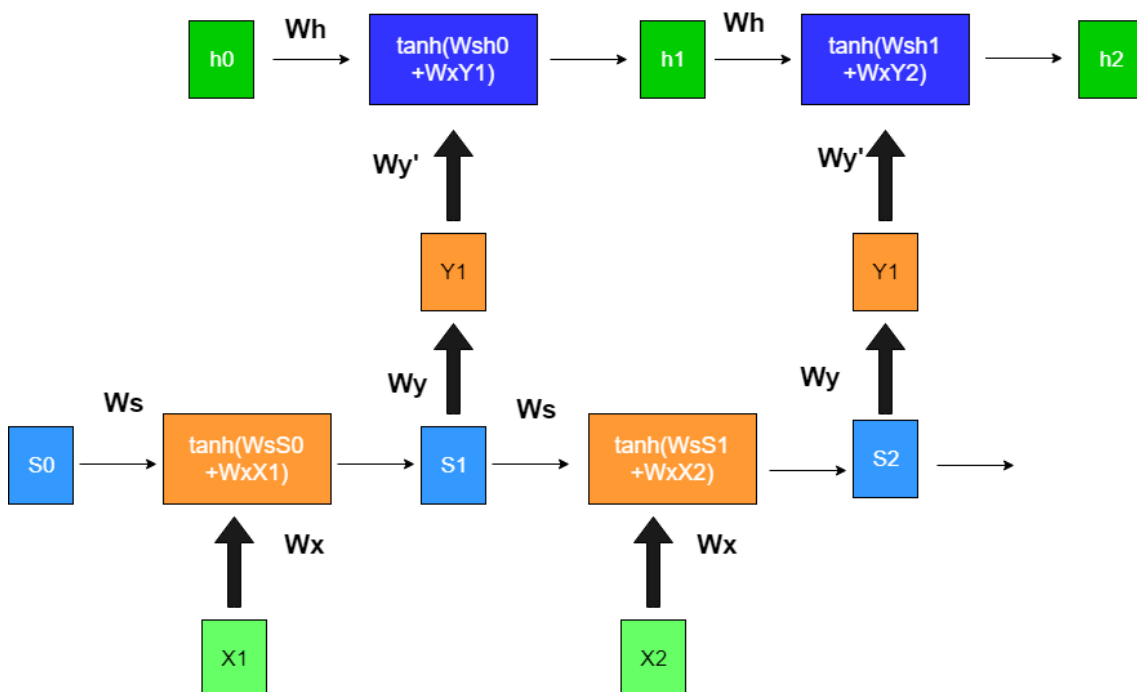 Wh
Wh
h0
tanh(Wsh0
+WxY1)
h1
tanh(Wsh1
+WxY2)
h2
Wy'
Wy'
Y1
Y1
Wy
Wy
Ws
Ws
S0
tanh(WsS0
+WxX1)
S1
tanh(WsS1
+WxX2)
S2
Wx
Wx
X1
X2